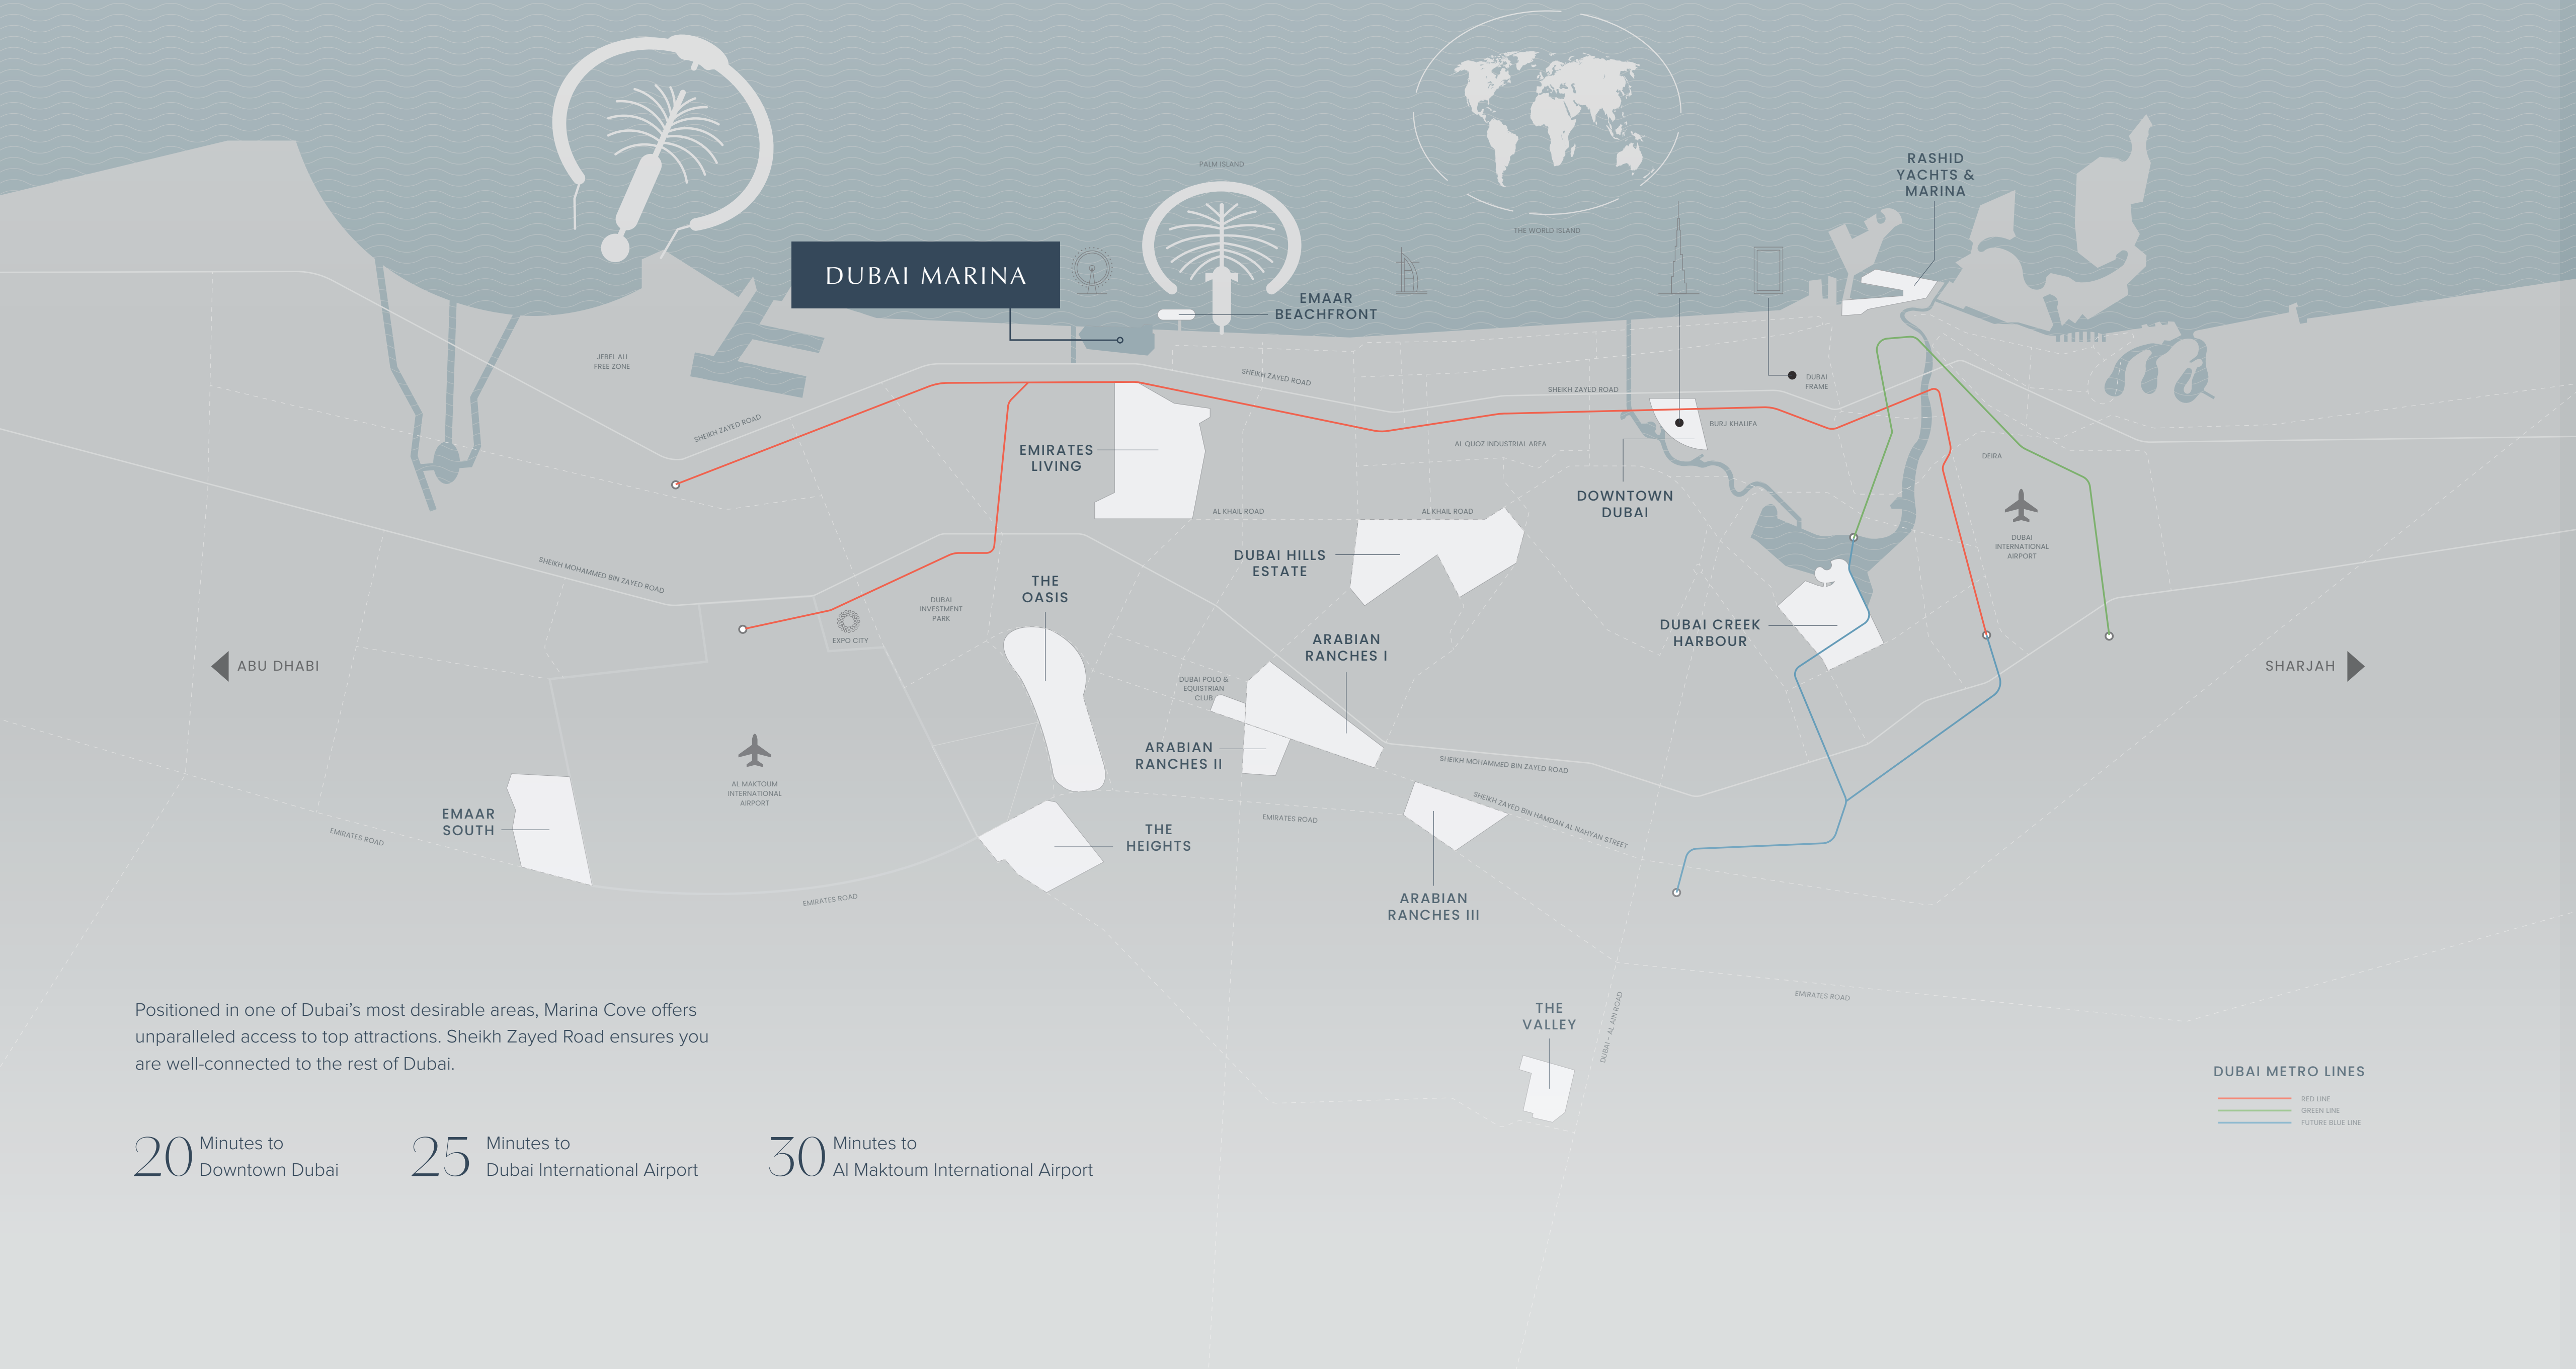 PALM ISLAND
THE WORLD ISLAND
RASHID
YACHTS &
MARINA
DUBAI MARINA
EMAAR
BEACHFRONT
JEBEL ALI
FREE ZONE
SHEIKH ZAYED ROAD
SHEIKH ZAYED ROAD
SHEIKH ZAYLD ROAD
DUBAI
FRAME
BURJ KHALIFA
AL QUOZ INDUSTRIAL AREA
DEIRA
EMIRATES
LIVING
DOWNTOWN
DUBAI
AL KHAIL ROAD
AL KHAIL ROAD
DUBAI
INTERNATIONAL
AIRPORT
DUBAI HILLS
ESTATE
SHEIKH MOHAMMED BIN ZAYED ROAD
THE
OASIS
DUBAI
INVESTMENT
PARK
EXPO CITY
DUBAI CREEK
HARBOUR
ARABIAN
RANCHES I
ABU DHABI
SHARJAH
DUBAI POLO &
EQUISTRIAN
CLUB
ARABIAN
RANCHES II
SHEIKH MOHAMMED BIN ZAYED ROAD
AL MAKTOUM
INTERNATIONAL
AIRPORT
SHEIKH ZAYED BIN HAMDAN AL NAHYAN STREET
EMAAR
SOUTH
EMIRATES ROAD
EMIRATES ROAD
THE
HEIGHTS
EMIRATES ROAD
ARABIAN
RANCHES III
EMIRATES ROAD
THE
VALLEY
DUBAI - AL AIN ROAD
Positioned in one of Dubai's most desirable areas, Marina Cove offers
unparalleled access to top attractions. Sheikh Zayed Road ensures you
are well-connected to the rest of Dubai.
20 Minutes to
Downtown Dubai
25 Minutes to
Dubai International Airport
30 Minutes to
Al Maktoum International Airport
DUBAI METRO LINES
RED LINE
GREEN LINE
FUTURE BLUE LINE